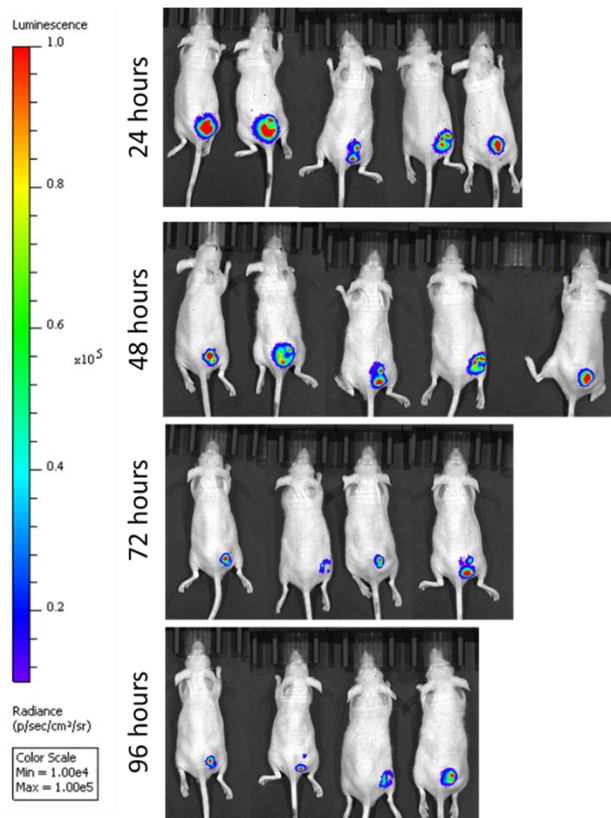 Luminescence
1.0
0.8
0.6
x10⁵
0.4
0.2
Radiance
(p/sec/cm²/sr)
Color Scale
Min = 1.00e4
Max = 1.00e5
24 hours
48 hours
72 hours
96 hours